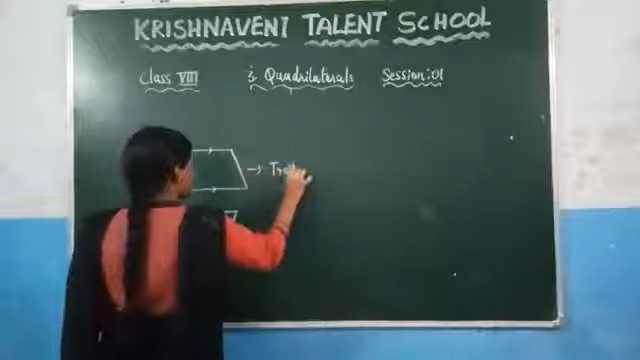 KRISHNAVENI TALENT SCHOOL
Class VIII 3. Quadrilaterals Session:01